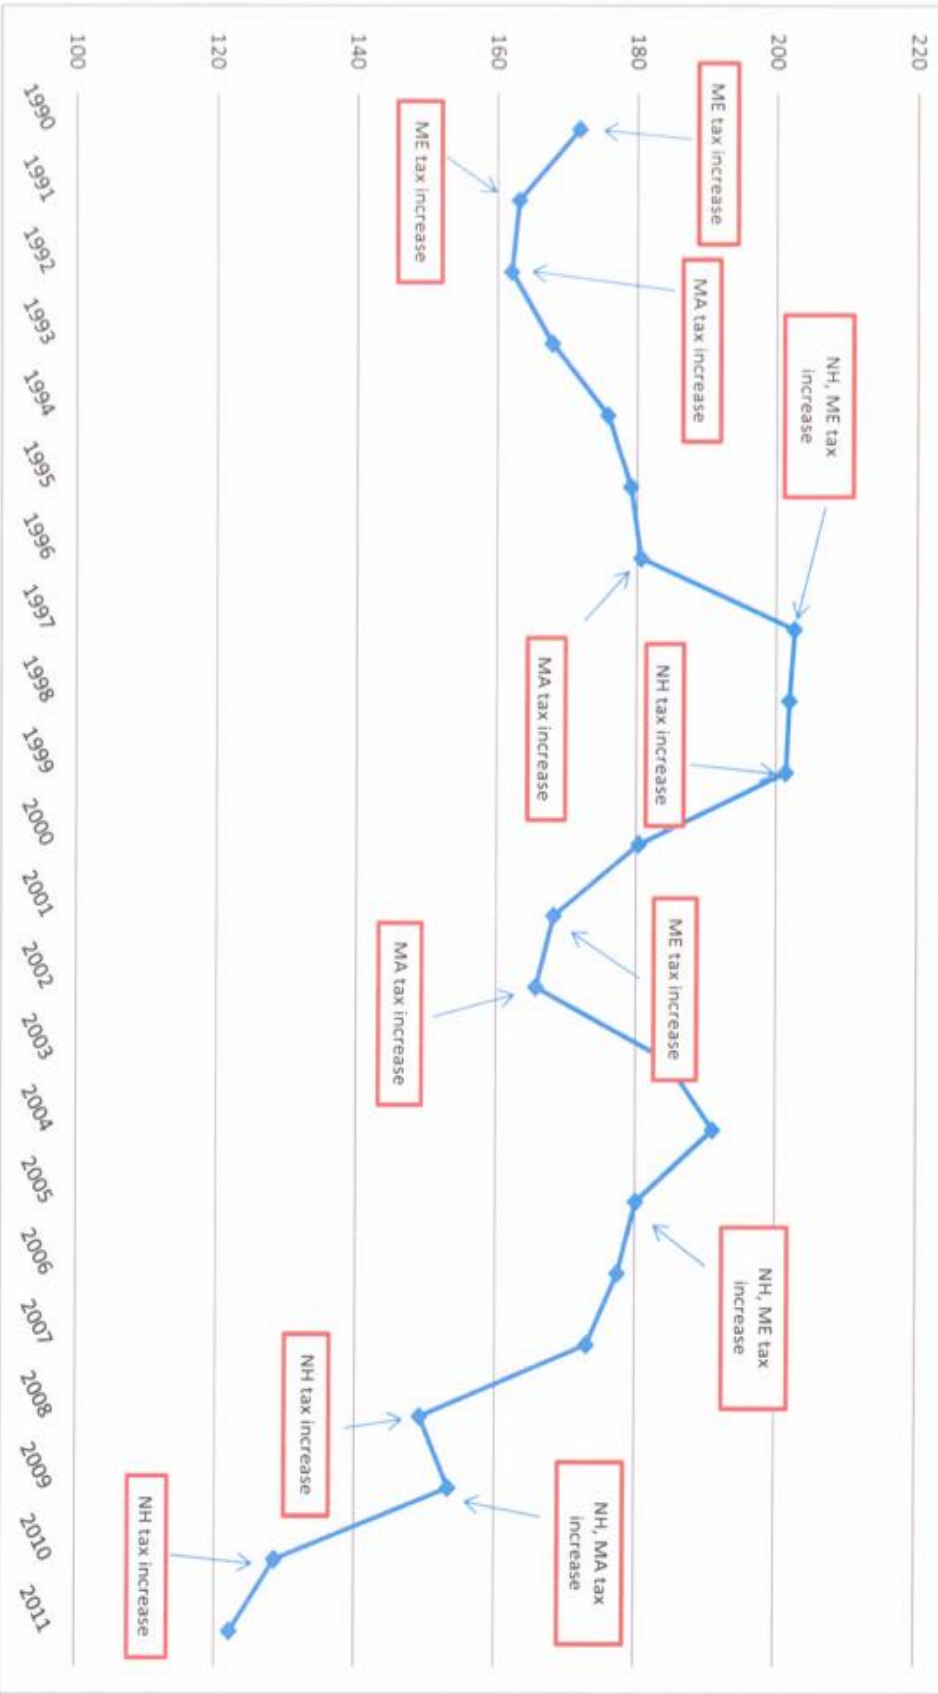 220
200
180
160
140
120
100
ME tax increase
ME tax increase
MA tax increase
NH, ME tax
increase
MA tax increase
NH tax increase
ME tax increase
MA tax increase
NH, ME tax
increase
NH tax increase
NH, MA tax
increase
NH tax increase
1990
1991
1992
1993
1994
1995
1996
1997
1998
1999
2000
2001
2002
2003
2004
2005
2006
2007
2008
2009
2010
2011